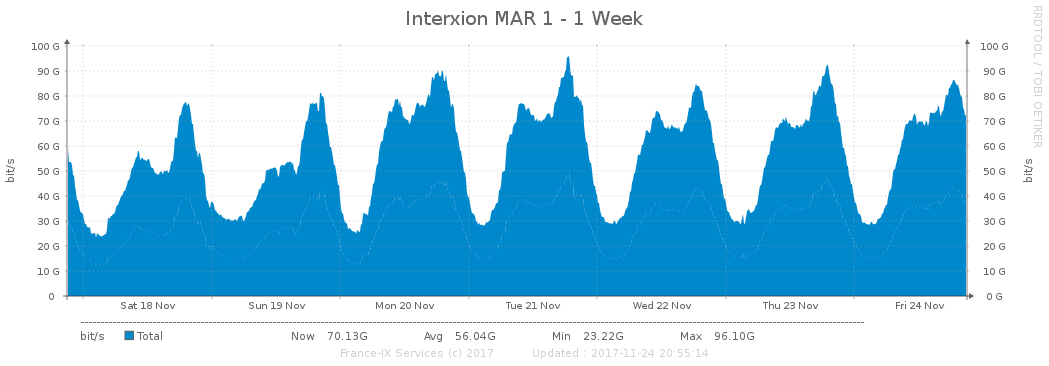 Interxion MAR 1 - 1 Week
RRDTOOL / TOBI OETIKER
bit/s
bit/s
100 G 100 G
90 G 90 G
80 G 80 G
70 G 70 G
60 G 60 G
50 G 50 G
40 G 40 G
30 G 30 G
20 G 20 G
10 G 10 G
0 0 G
Sat 18 Nov Sun 19 Nov Mon 20 Nov Tue 21 Nov Wed 22 Nov Thu 23 Nov Fri 24 Nov
bit/s Total Now 70.13G Avg 56.04G Min 23.22G Max 96.10G
France-IX Services (c) 2017 Updated : 2017-11-24 20:55:14